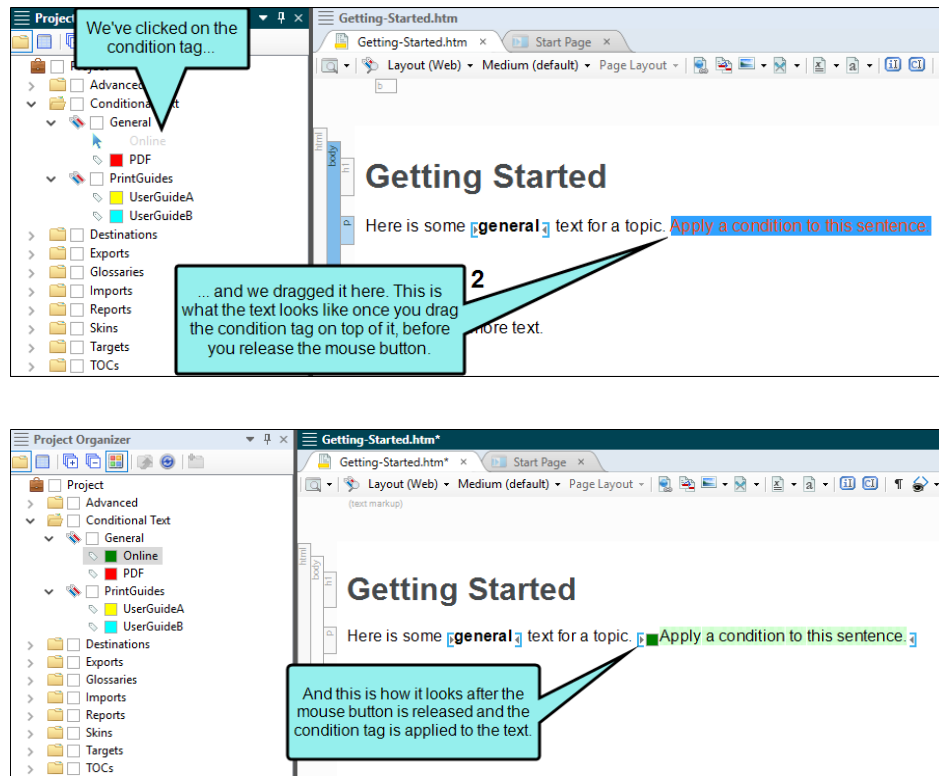 Project
We've clicked on the
condition tag...
Getting-Started.htm
Getting-Started.htm × Start Page ×
Layout (Web) Medium (default) Page Layout
b
Advanced
Conditional
General
Online
PDF
PrintGuides
UserGuideA
UserGuideB
Destinations
Exports
Glossaries
Imports
Reports
Skins
Targets
TOCs
html
body
h1
p
Getting Started
Here is some general text for a topic. Apply a condition to this sentence.
2
more text.
... and we dragged it here. This is
what the text looks like once you drag
the condition tag on top of it, before
you release the mouse button.
Project Organizer
Getting-Started.htm*
Getting-Started.htm* × Start Page ×
Layout (Web) Medium (default) Page Layout
(text markup)
Project
Advanced
Conditional Text
General
Online
PDF
PrintGuides
UserGuideA
UserGuideB
Destinations
Exports
Glossaries
Imports
Reports
Skins
Targets
TOCs
html
body
h1
p
Getting Started
Here is some general text for a topic. Apply a condition to this sentence.
And this is how it looks after the
mouse button is released and the
condition tag is applied to the text.